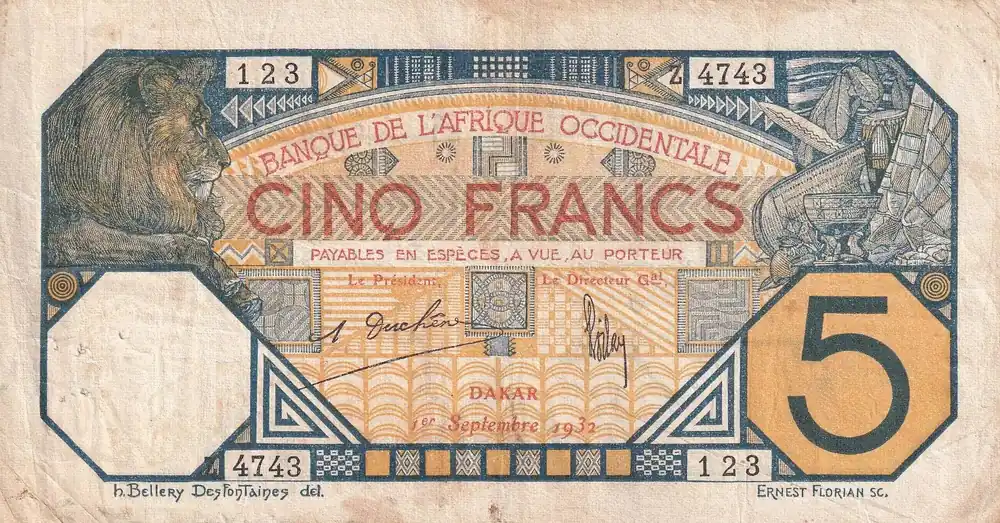 123
Z 4743
BANQUE DE L'AFRIQUE OCCIDENTALE
CINQ FRANCS
PAYABLES EN ESPÈCES, A VUE, AU PORTEUR
Le Président,
Le Directeur Gal,
A Duchêne
DAKAR
1er Septembre 1932
5
Z 4743
123
h. Bellery Desfontaines del.
ERNEST FLORIAN SC.